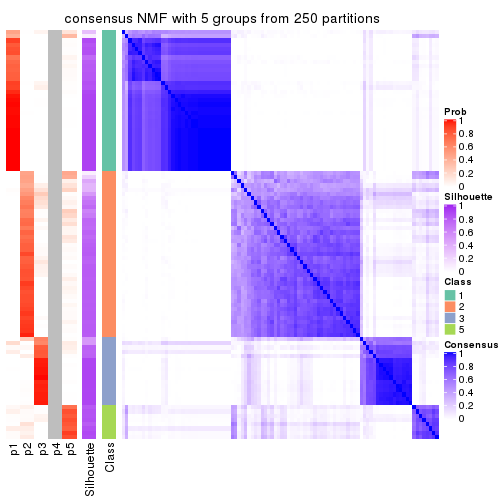 consensus NMF with 5 groups from 250 partitions
Prob
1
0.8
0.6
0.4
0.2
0
Silhouette
1
0.8
0.6
0.4
0.2
0
Class
1
2
3
5
Consensus
1
0.8
0.6
0.4
0.2
0
p1
p2
p3
p4
p5
Silhouette
Class